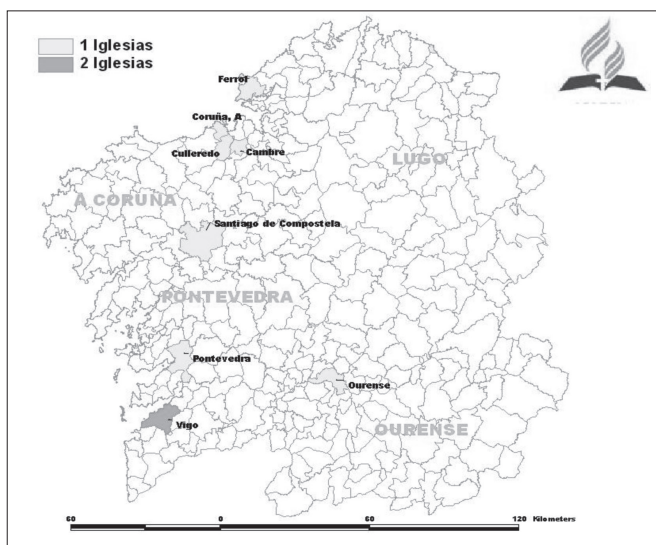 1 Iglesias
2 Iglesias
Ferrol
Coruña, A
Culleredo
Cambre
LUGO
A CORUÑA
Santiago de Compostela
PONTEVEDRA
Pontevedra
Ourense
Vigo
OURENSE
60 0 60 120 Kilometers